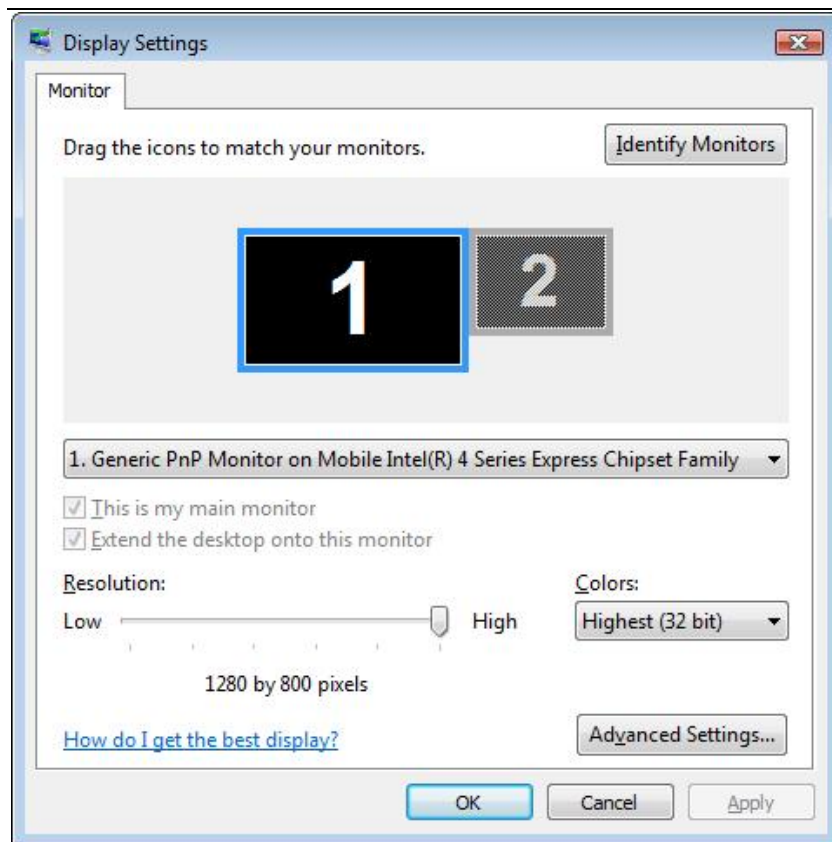 Display Settings
Monitor
Drag the icons to match your monitors.
Identify Monitors
1
2
1. Generic PnP Monitor on Mobile Intel(R) 4 Series Express Chipset Family
This is my main monitor
Extend the desktop onto this monitor
Resolution:
Colors:
Low
High
Highest (32 bit)
1280 by 800 pixels
How do I get the best display?
Advanced Settings...
OK
Cancel
Apply